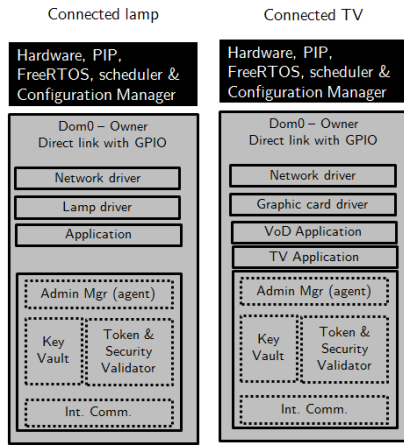 Connected lamp
Hardware, PIP,
FreeRTOS, scheduler &
Configuration Manager
Dom0 – Owner
Direct link with GPIO
Network driver
Lamp driver
Application
Admin Mgr (agent)
Key
Vault
Token &
Security
Validator
Int. Comm.
Connected TV
Hardware, PIP,
FreeRTOS, scheduler &
Configuration Manager
Dom0 – Owner
Direct link with GPIO
Network driver
Graphic card driver
VoD Application
TV Application
Admin Mgr (agent)
Key
Vault
Token &
Security
Validator
Int. Comm.